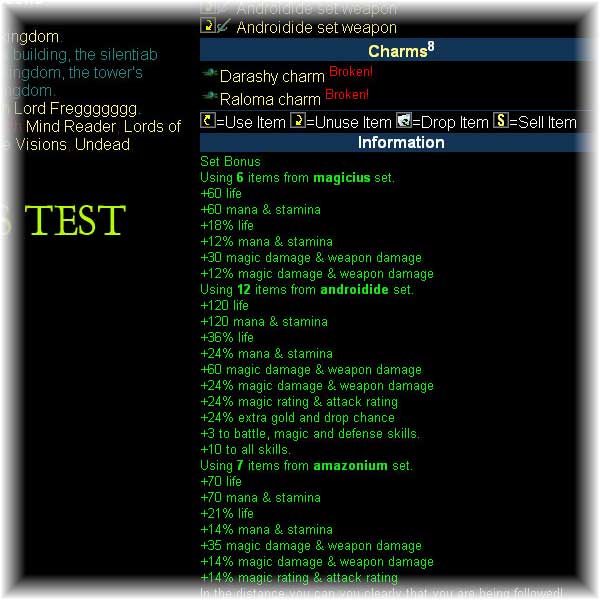 Androidide set weapon
Androidide set weapon
Charms8
Darashy charm Broken!
Raloma charm Broken!
=Use Item =Unuse Item =Drop Item =Sell Item
Information
kingdom.
building, the silentiab
kingdom, the tower's
Lord Freggggggg.
Mind Reader, Lords of
Visions, Undead
S TEST
Set Bonus
Using 6 items from magicius set.
+60 life
+60 mana & stamina
+18% life
+12% mana & stamina
+30 magic damage & weapon damage
+12% magic damage & weapon damage
Using 12 items from androidide set.
+120 life
+120 mana & stamina
+36% life
+24% mana & stamina
+60 magic damage & weapon damage
+24% magic damage & weapon damage
+24% magic rating & attack rating
+24% extra gold and drop chance
+3 to battle, magic and defense skills.
+10 to all skills.
Using 7 items from amazonium set.
+70 life
+70 mana & stamina
+21% life
+14% mana & stamina
+35 magic damage & weapon damage
+14% magic damage & weapon damage
+14% magic rating & attack rating
In the distance you can you clearly that you are being followed!